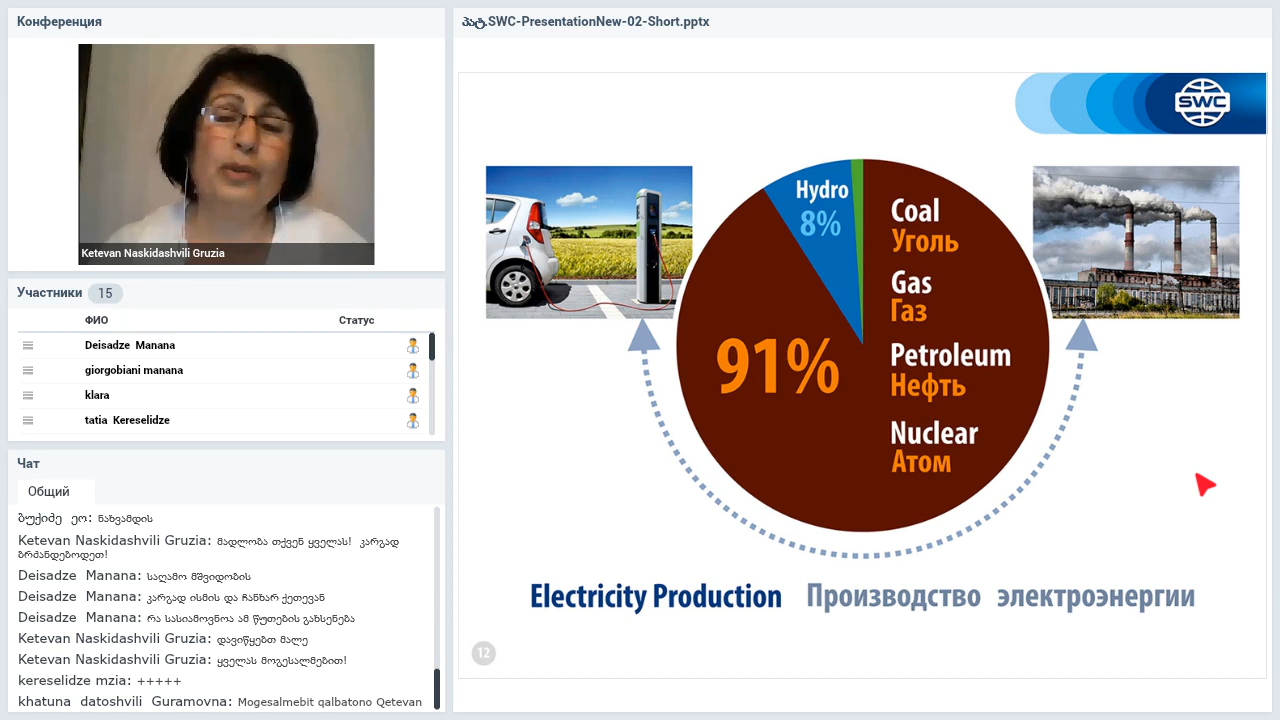 Конференция
Ketevan Naskidashvili Gruzia
Участники 15
ФИО Статус
Deisadze Manana
giorgobiani manana
klara
tatia Kereselidze
Чат
Общий
ბუქიძე ეო: ნახვამდის
Ketevan Naskidashvili Gruzia: მადლობა თქვენ ყველას! კარგად
ბრძანდებოდეთ!
Deisadze Manana: საღამო მშვიდობის
Deisadze Manana: კარგად ისმის და ჩანხარ ქეთევან
Deisadze Manana: რა სასიამოვნოა ამ წუთების გახსენება
Ketevan Naskidashvili Gruzia: დავიწყებთ მალე
Ketevan Naskidashvili Gruzia: ყველას მოგესალმებით!
kereselidze mzia: +++++
khatuna datoshvili Guramovna: Mogesalmebit qalbatono Qetevan
პატ.SWC-PresentationNew-02-Short.pptx
SWC
Hydro
8%
91%
Coal
Уголь
Gas
Газ
Petroleum
Нефть
Nuclear
Атом
Electricity Production Производство электроэнергии
12